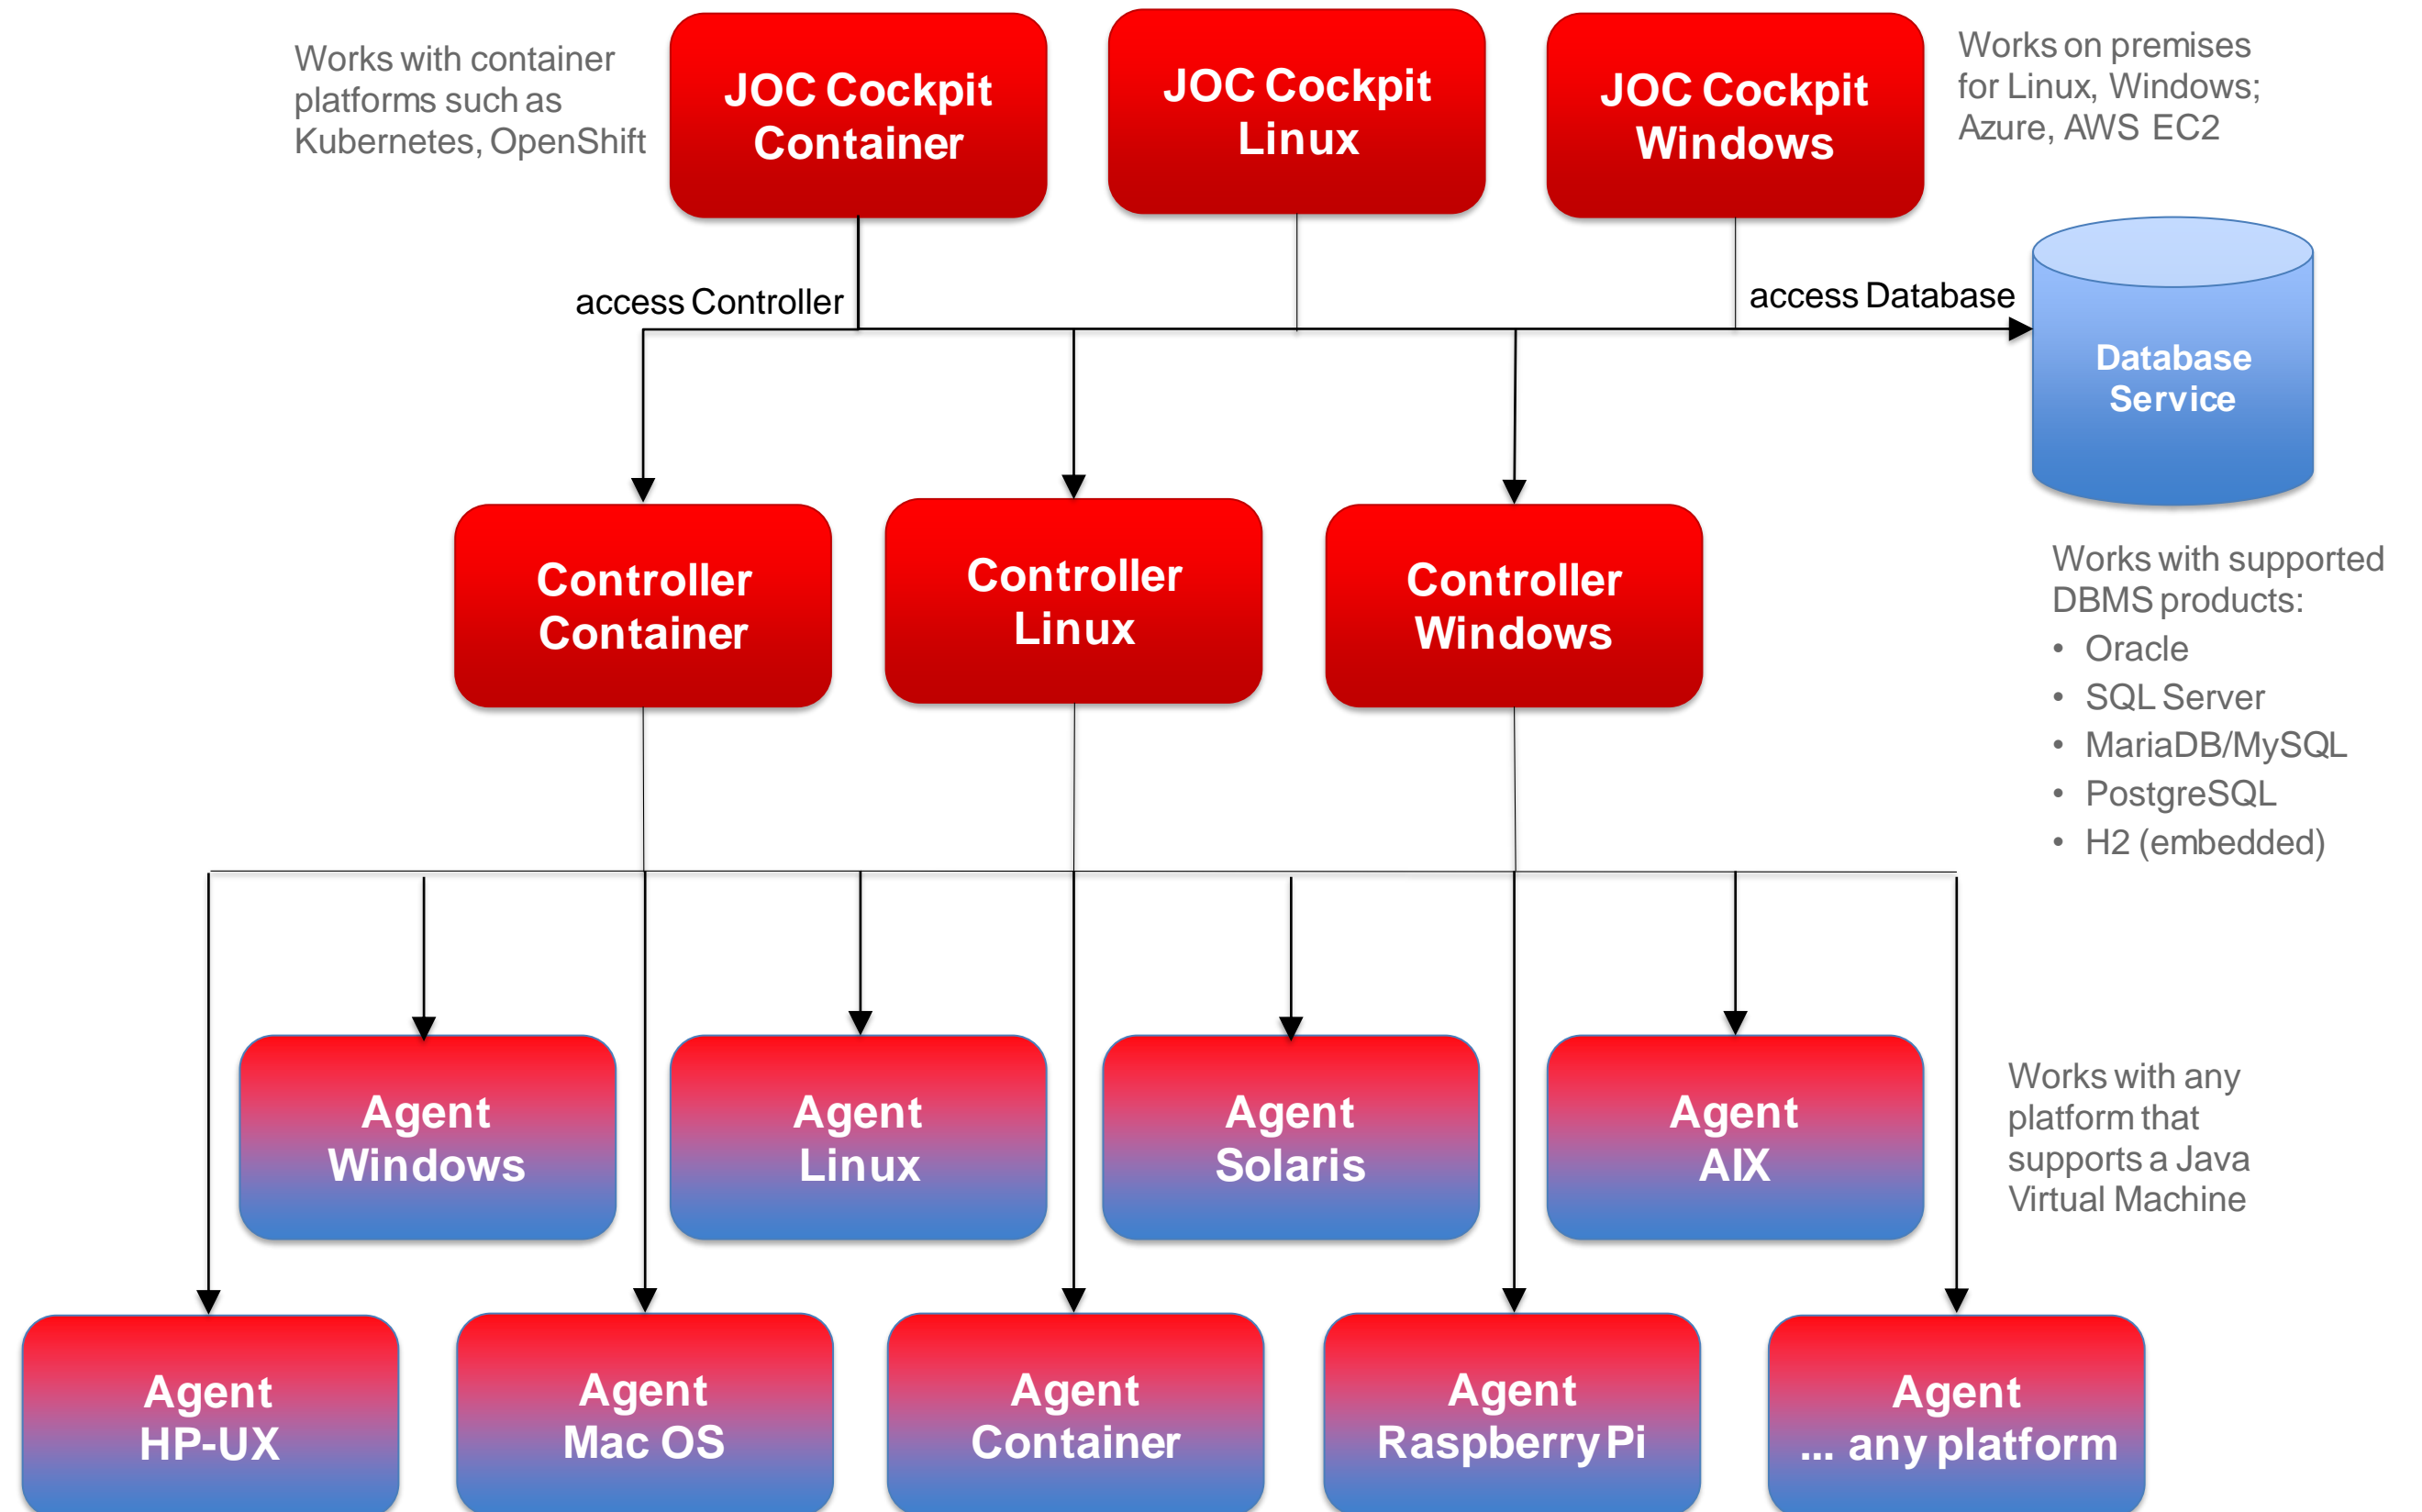 Works with container
platforms such as
Kubernetes, OpenShift
JOC Cockpit
Container
JOC Cockpit
Linux
JOC Cockpit
Windows
Works on premises
for Linux, Windows;
Azure, AWS EC2
access Controller
access Database
Database
Service
Controller
Container
Controller
Linux
Controller
Windows
Works with supported
DBMS products:
• Oracle
• SQL Server
• MariaDB/MySQL
• PostgreSQL
• H2 (embedded)
Agent
Windows
Agent
Linux
Agent
Solaris
Agent
AIX
Works with any
platform that
supports a Java
Virtual Machine
Agent
HP-UX
Agent
Mac OS
Agent
Container
Agent
Raspberry Pi
Agent
... any platform